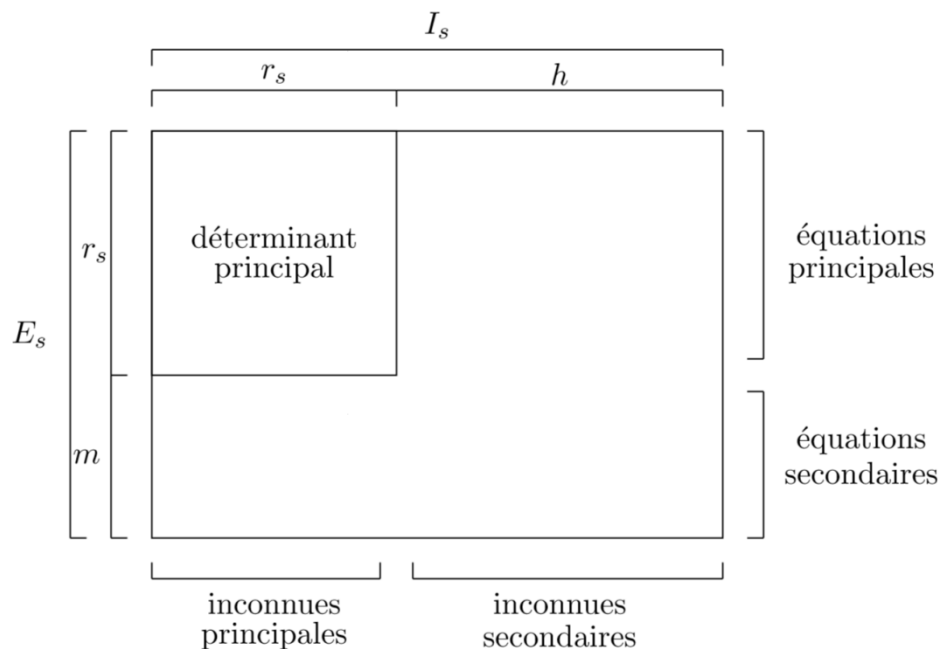 I_s
r_s
h
déterminant
principal
r_s
équations
principales
E_s
m
équations
secondaires
inconnues
principales
inconnues
secondaires